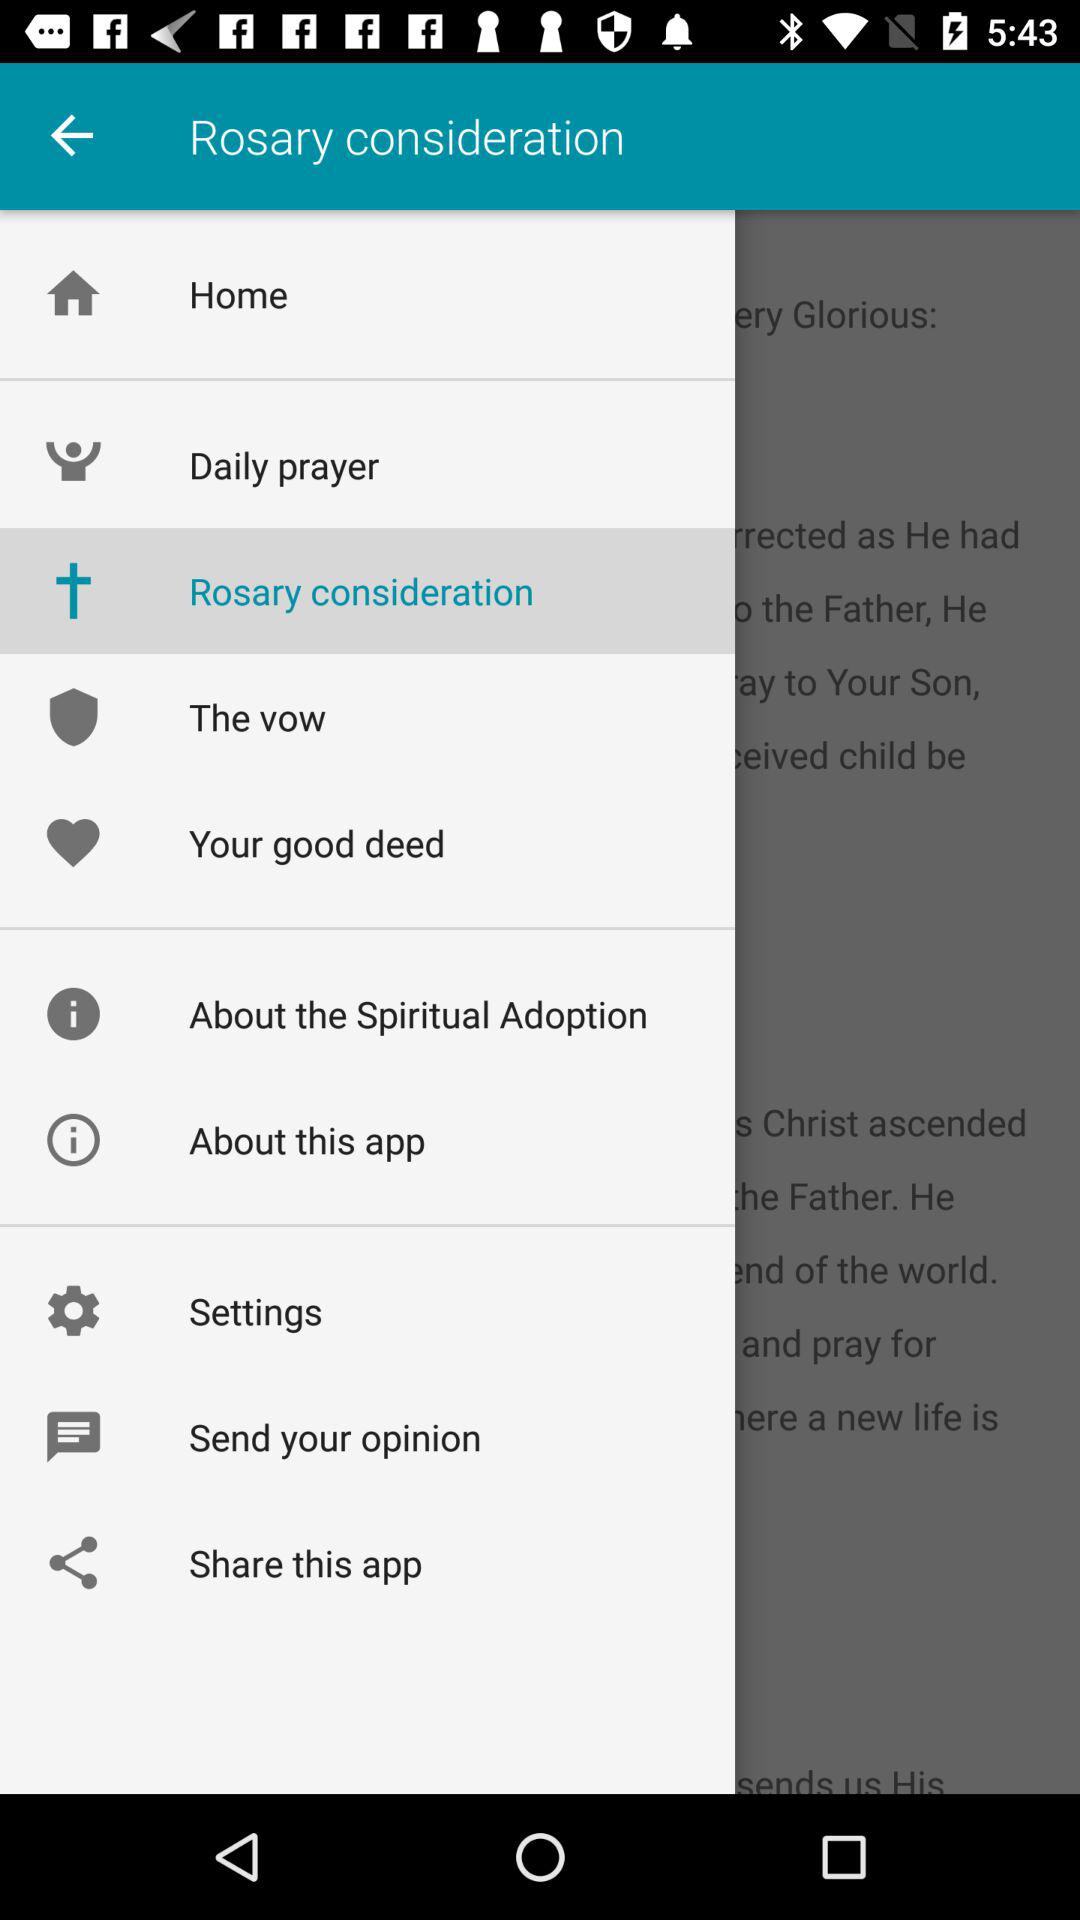 5:43
Rosary consideration
Home
ery Glorious:
Daily prayer
rrected as He had
Rosary consideration
o the Father, He
ray to Your Son,
The vow
ceived child be
Your good deed
About the Spiritual Adoption
s Christ ascended
About this app
the Father. He
end of the world.
Settings
and pray for
here a new life is
Send your opinion
Share this app
sends us His